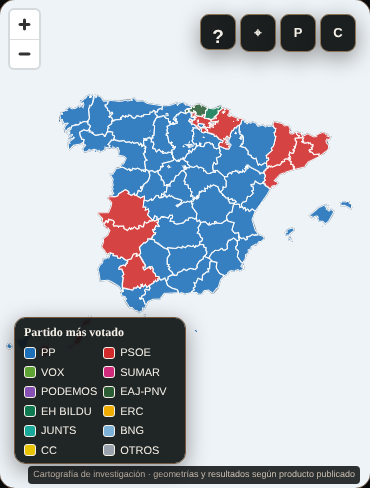 +
−
?
⌖
P
C
Partido más votado
PP PSOE
VOX SUMAR
PODEMOS EAJ-PNV
EH BILDU ERC
JUNTS BNG
CC OTROS
Cartografía de investigación · geometrías y resultados según producto publicado